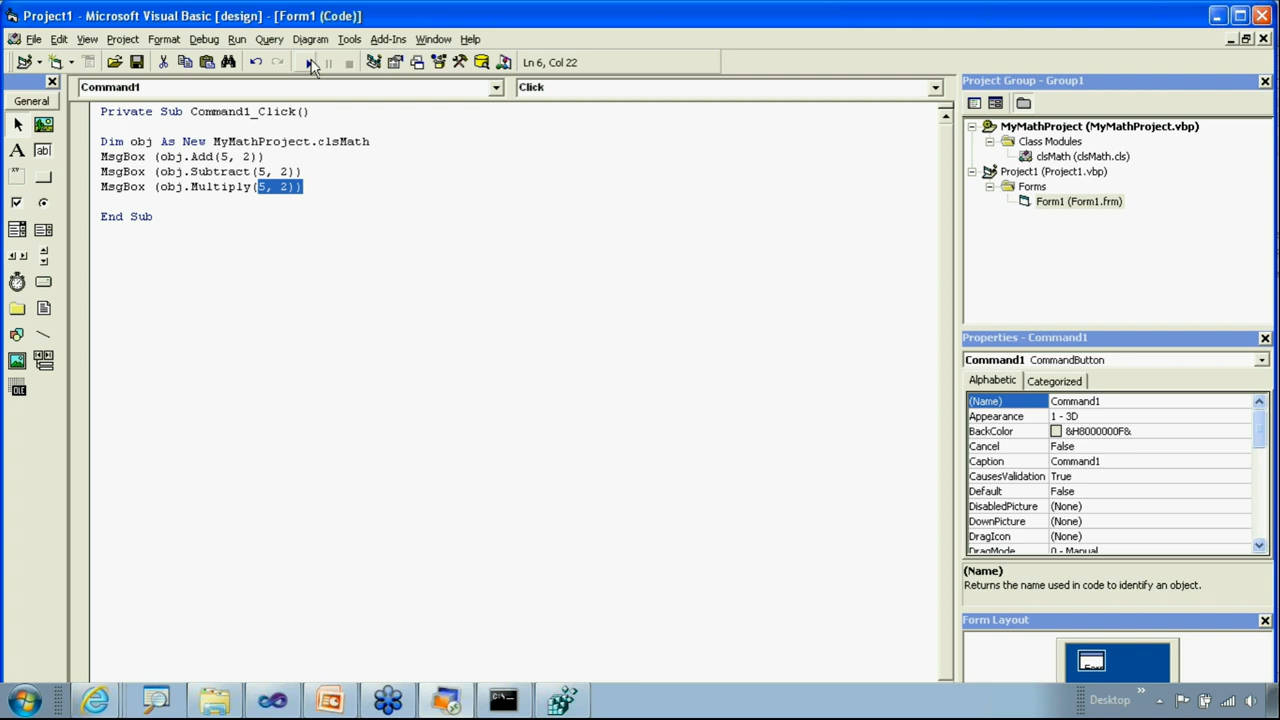 Project1 - Microsoft Visual Basic [design] - [Form1 (Code)]
File Edit View Project Format Debug Run Query Diagram Tools Add-Ins Window Help
Ln 6, Col 22
General
Command1
Click
Private Sub Command1_Click()
Dim obj As New MyMathProject.clsMath
MsgBox (obj.Add(5, 2))
MsgBox (obj.Subtract(5, 2))
MsgBox (obj.Multiply(5, 2))
End Sub
Project Group - Group1
MyMathProject (MyMathProject.vbp)
Class Modules
clsMath (clsMath.cls)
Project1 (Project1.vbp)
Forms
Form1 (Form1.frm)
Properties - Command1
Command1 CommandButton
Alphabetic Categorized
(Name) Command1
Appearance 1 - 3D
BackColor &H8000000F&
Cancel False
Caption Command1
CausesValidation True
Default False
DisabledPicture (None)
DownPicture (None)
DragIcon (None)
DragMode 0 - Manual
(Name)
Returns the name used in code to identify an object.
Form Layout
Desktop